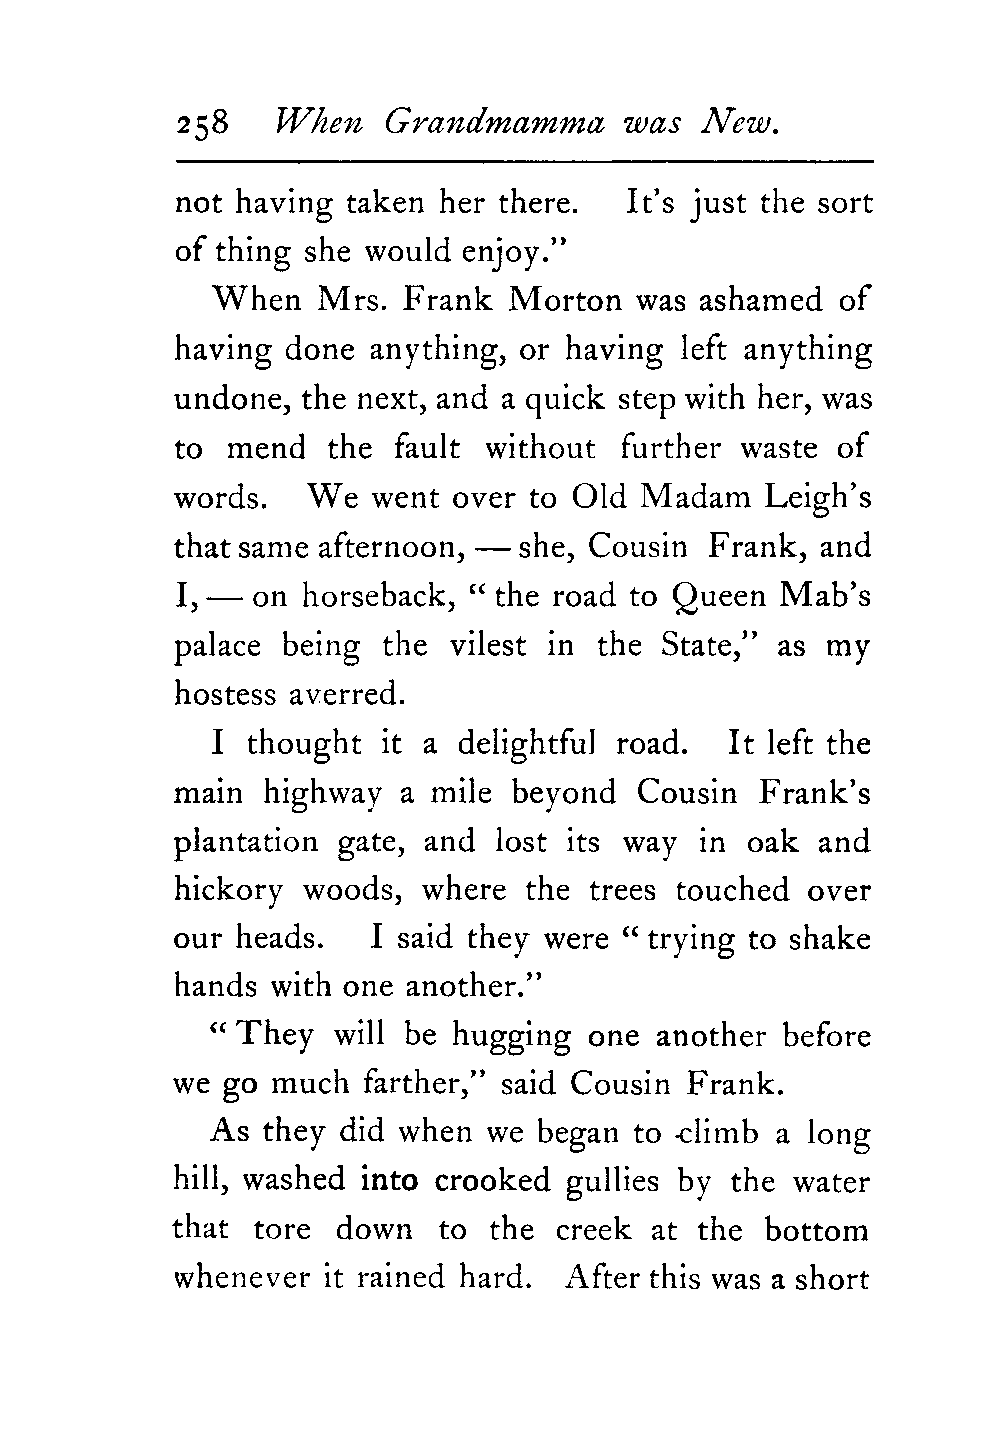 258 When Grandmamma was New.
not having taken her there. It's just the sort
of thing she would enjoy."
When Mrs. Frank Morton was ashamed of
having done anything, or having left anything
undone, the next, and a quick step with her, was
to mend the fault without further waste of
words. We went over to Old Madam Leigh's
that same afternoon, — she, Cousin Frank, and
I, — on horseback, “ the road to Queen Mab's
palace being the vilest in the State,” as my
hostess averred.
I thought it a delightful road. It left the
main highway a mile beyond Cousin Frank's
plantation gate, and lost its way in oak and
hickory woods, where the trees touched over
our heads. I said they were “ trying to shake
hands with one another.”
“ They will be hugging one another before
we go much farther,” said Cousin Frank.
As they did when we began to climb a long
hill, washed into crooked gullies by the water
that tore down to the creek at the bottom
whenever it rained hard. After this was a short